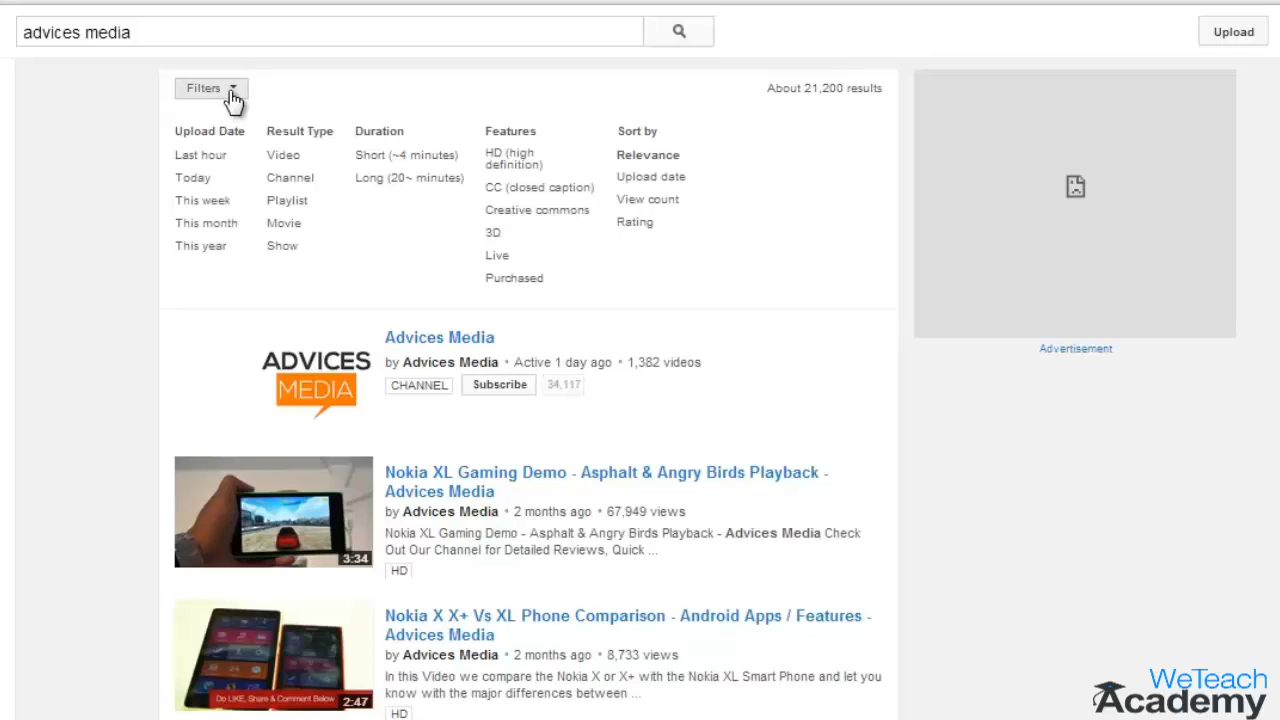 advices media
Upload
Filters
About 21,200 results
Upload Date
Last hour
Today
This week
This month
This year
Result Type
Video
Channel
Playlist
Movie
Show
Duration
Short (~4 minutes)
Long (20~ minutes)
Features
HD (high
definition)
CC (closed caption)
Creative commons
3D
Live
Purchased
Sort by
Relevance
Upload date
View count
Rating
Advertisement
ADVICES
MEDIA
Advices Media
by Advices Media • Active 1 day ago • 1,382 videos
CHANNEL Subscribe 34,117
3:34
Nokia XL Gaming Demo - Asphalt & Angry Birds Playback -
Advices Media
by Advices Media • 2 months ago • 67,949 views
Nokia XL Gaming Demo - Asphalt & Angry Birds Playback - Advices Media Check
Out Our Channel for Detailed Reviews, Quick ...
HD
Do LIKE, Share & Comment Below
2:47
Nokia X X+ Vs XL Phone Comparison - Android Apps / Features -
Advices Media
by Advices Media • 2 months ago • 8,733 views
In this Video we compare the Nokia X or X+ with the Nokia XL Smart Phone and let you
know with the major differences between ...
HD
WeTeach
Academy